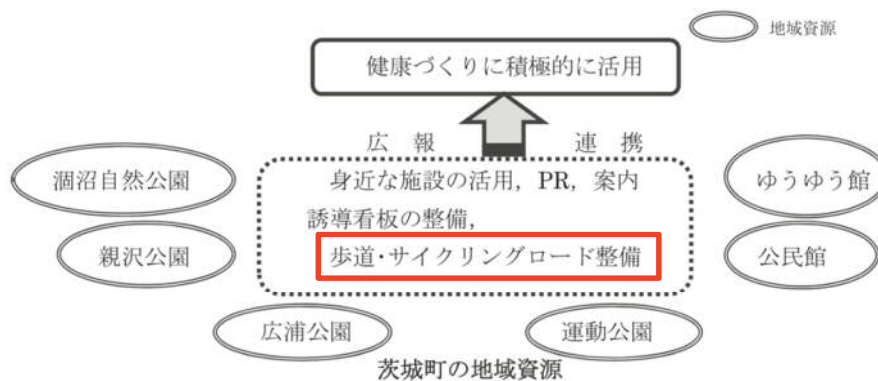 地域資源
健康づくりに積極的に活用
広報 連携
涸沼自然公園
身近な施設の活用，PR，案内
ゆうゆう館
誘導看板の整備，
親沢公園
歩道･サイクリングロード整備
公民館
広浦公園
運動公園
茨城町の地域資源